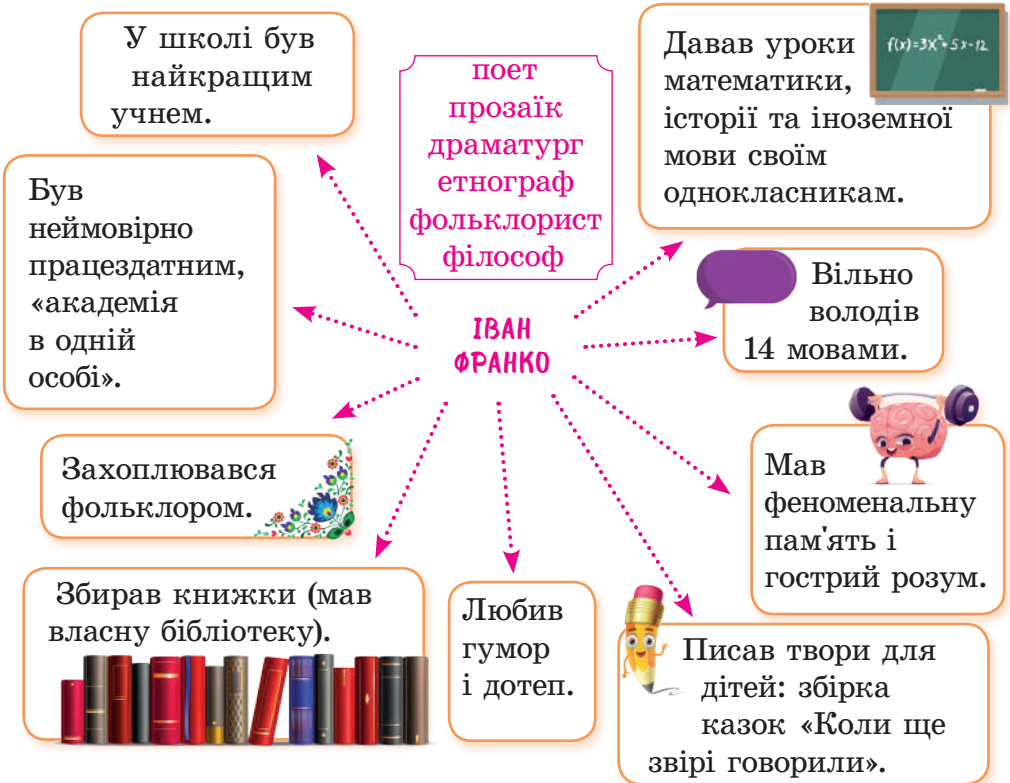 У школі був
найкращим
учнем.
поет
прозаїк
драматург
етнограф
фольклорист
філософ
Давав уроки
математики,
історії та іноземної
мови своїм
однокласникам.
f(x)=3x²+5x-12
Був
неймовірно
працездатним,
«академія
в одній
особі».
ІВАН
ФРАНКО
Вільно
володів
14 мовами.
Захоплювався
фольклором.
Мав
феноменальну
пам'ять і
гострий розум.
Збирав книжки (мав
власну бібліотеку).
Любив
гумор
і дотеп.
Писав твори для
дітей: збірка
казок «Коли ще
звірі говорили».